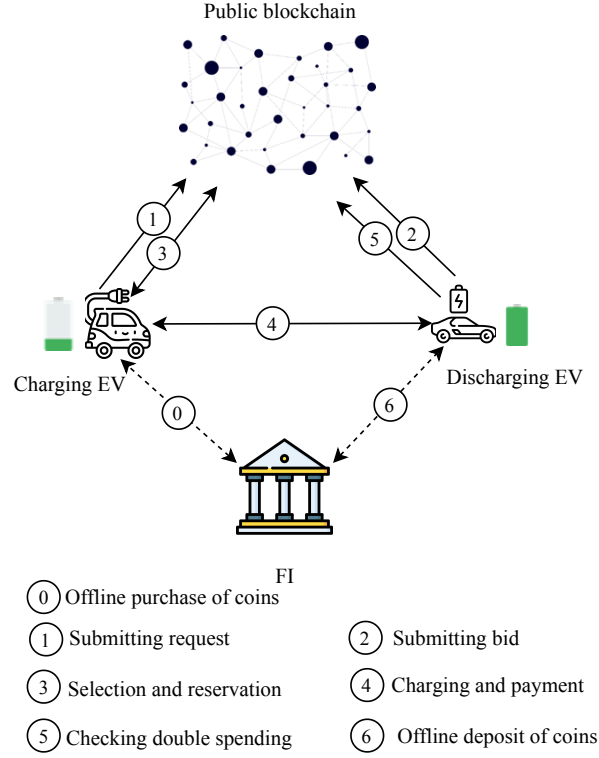 Public blockchain
1
2
3
5
4
Charging EV
Discharging EV
0
6
FI
0 Offline purchase of coins
1 Submitting request
2 Submitting bid
3 Selection and reservation
4 Charging and payment
5 Checking double spending
6 Offline deposit of coins